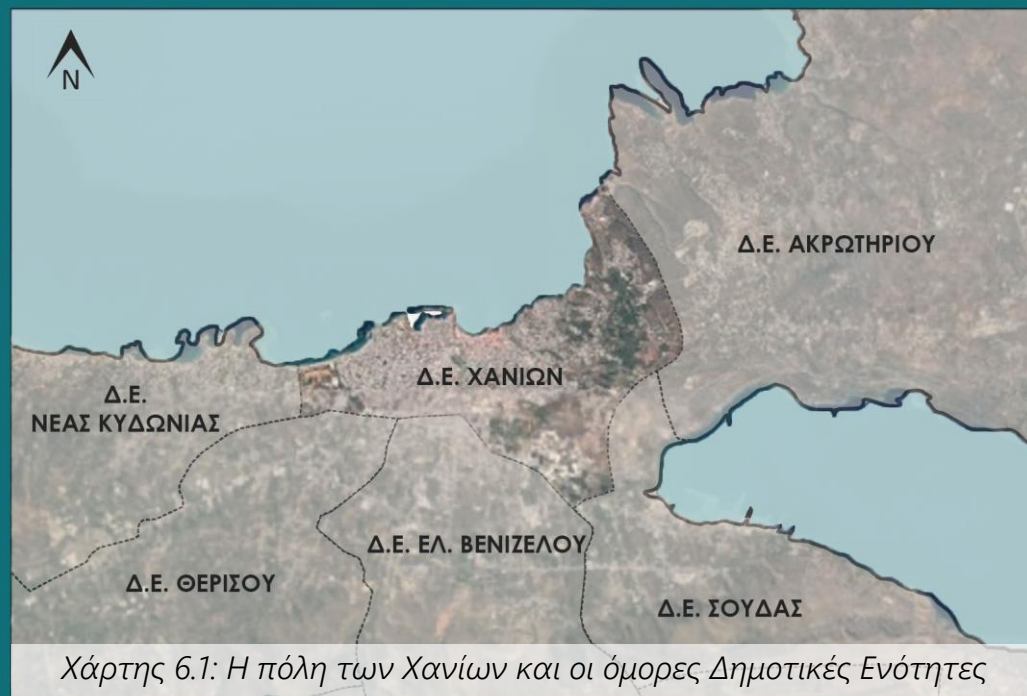 N
Δ.Ε. ΑΚΡΩΤΗΡΙΟΥ
Δ.Ε. ΧΑΝΙΩΝ
Δ.Ε.
ΝΕΑΣ ΚΥΔΩΝΙΑΣ
Δ.Ε. ΕΛ. ΒΕΝΙΖΕΛΟΥ
Δ.Ε. ΘΕΡΙΣΟΥ
Δ.Ε. ΣΟΥΔΑΣ
Χάρτης 6.1: Η πόλη των Χανίων και οι όμορες Δημοτικές Ενότητες